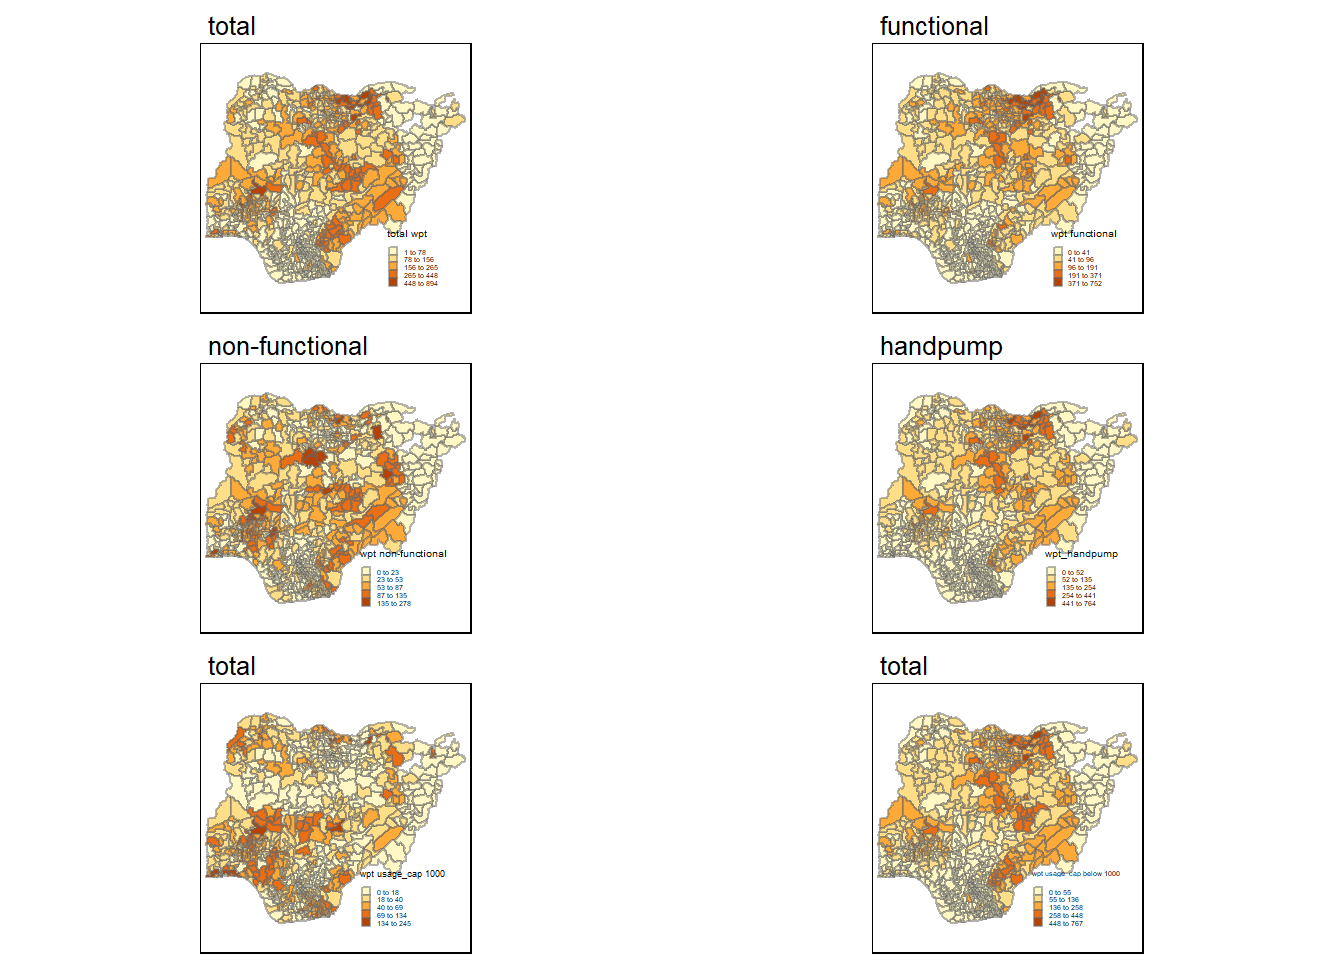 total
functional
total wpt
1 to 78
78 to 156
156 to 265
265 to 448
448 to 894
wpt functional
0 to 41
41 to 96
96 to 191
191 to 371
371 to 752
non-functional
handpump
wpt non-functional
0 to 23
23 to 53
53 to 87
87 to 135
135 to 278
wpt_handpump
0 to 52
52 to 135
135 to 254
254 to 441
441 to 764
total
total
wpt usage_cap 1000
0 to 18
18 to 40
40 to 69
69 to 134
134 to 245
wpt usage_cap below 1000
0 to 55
55 to 136
136 to 258
258 to 448
448 to 767